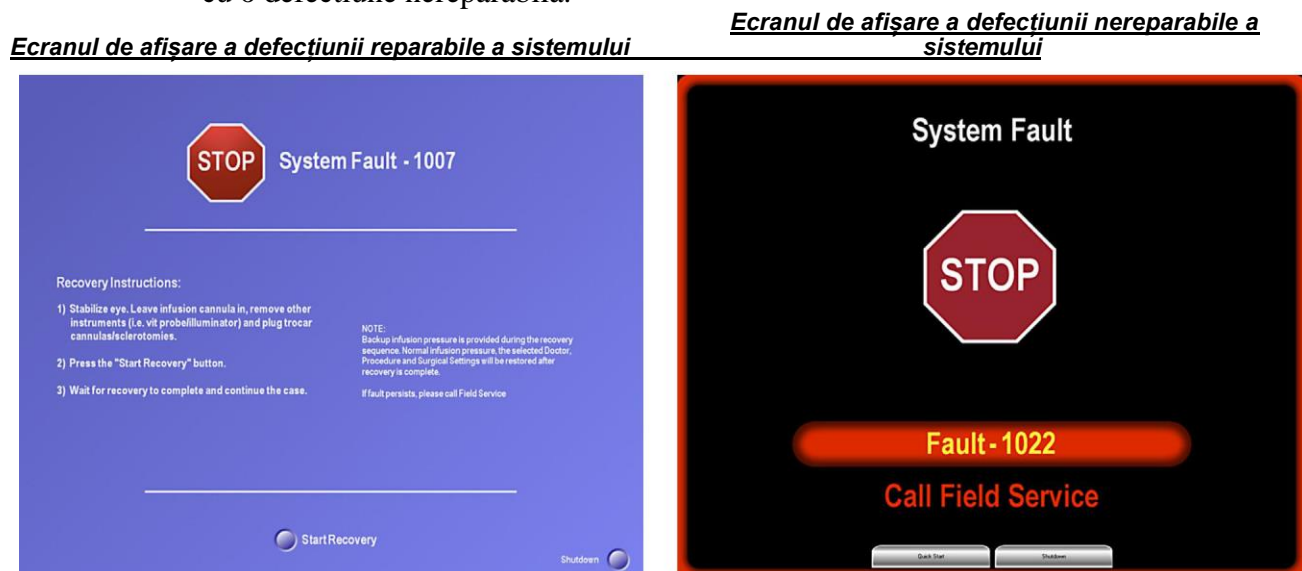 Ecranul de afișare a defecțiunii reparabile a sistemului
Ecranul de afișare a defecțiunii nereparabile a
sistemului
STOP
System Fault - 1007
Recovery Instructions:
1) Stabilize eye. Leave infusion cannula in, remove other
instruments (i.e. vit probe/illuminator) and plug trocar
cannulas/sclerotomies.
2) Press the "Start Recovery" button.
3) Wait for recovery to complete and continue the case.
NOTE:
Backup infusion pressure is provided during the recovery
sequence. Normal infusion pressure, the selected Doctor,
Procedure and Surgical Settings will be restored after
recovery is complete.
If fault persists, please call Field Service
Start Recovery
Shutdown
System Fault
STOP
Fault - 1022
Call Field Service
Quick Start
Shutdown